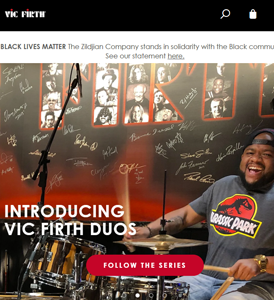 VIC FIRTH
BLACK LIVES MATTER The Zildjian Company stands in solidarity with the Black commu
See our statement here.
JURASSIC PARK
INTRODUCING
VIC FIRTH DUOS
FOLLOW THE SERIES